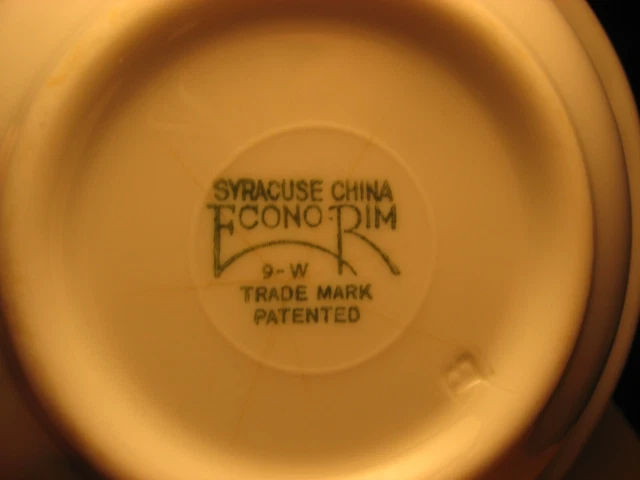 SYRACUSE CHINA
ECONO-RIM
9-W
TRADE MARK
PATENTED